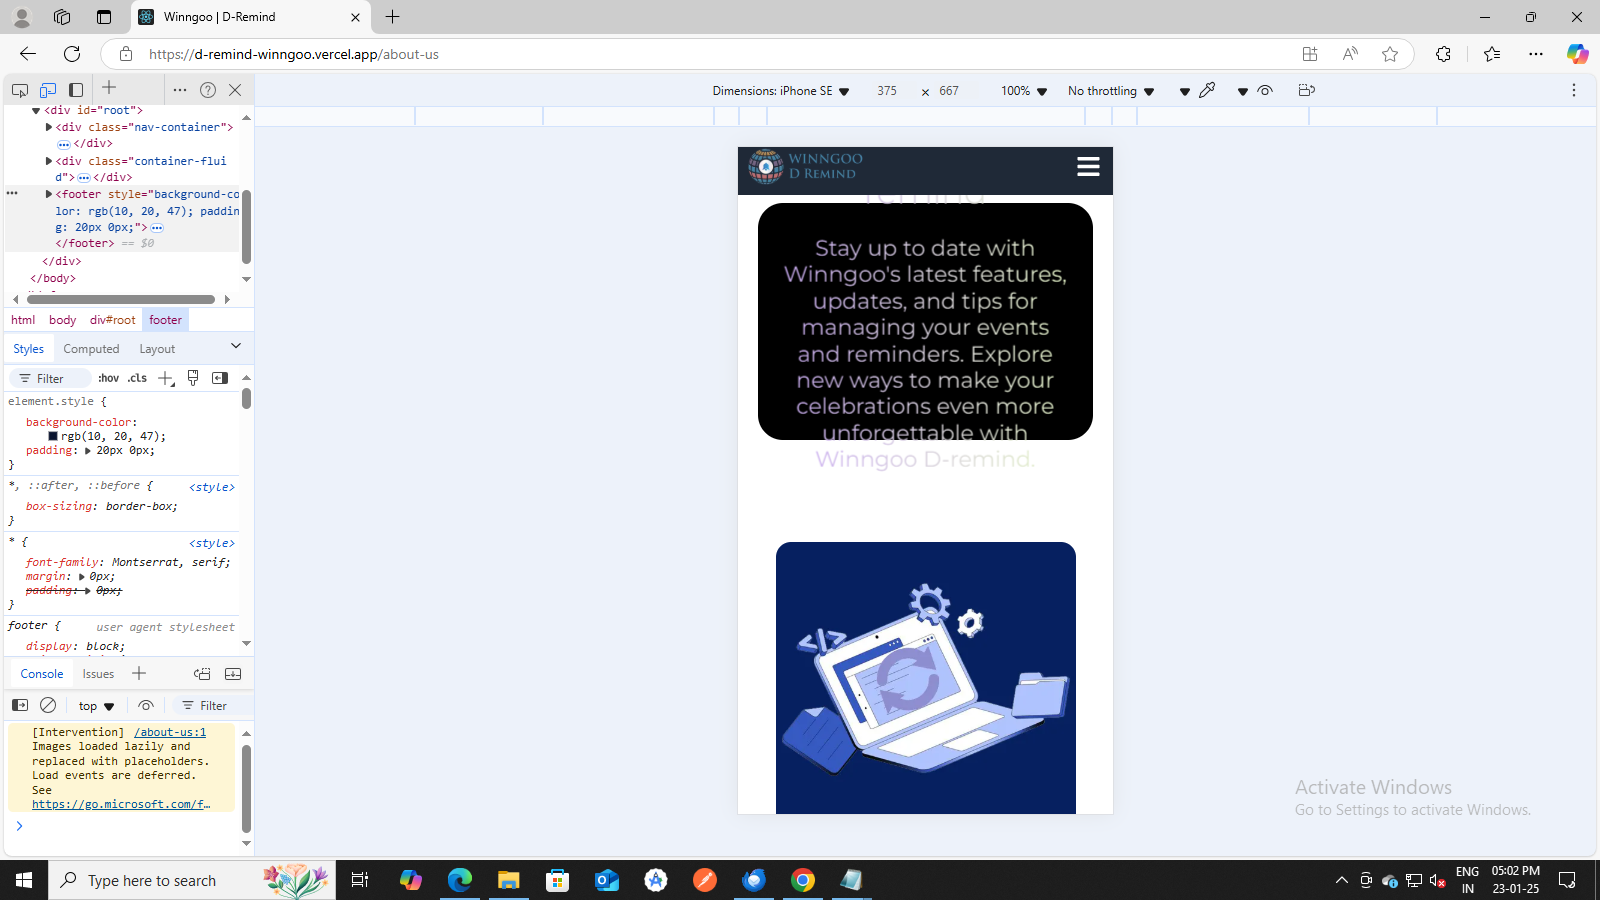 Winngoo | D-Remind
https://d-remind-winngoo.vercel.app/about-us
Dimensions: iPhone SE
375
x
667
100%
No throttling
<div id="root">
<div class="nav-container">
</div>
<div class="container-flui
d"> </div>
<footer style="background-co
lor: rgb(10, 20, 47); paddin
g: 20px 0px;">
</footer> == $0
</div>
</body>
html body div#root footer
Styles Computed Layout
Filter :hov .cls
element.style {
background-color:
rgb(10, 20, 47);
padding: 20px 0px;
}
*, ::after, ::before { <style>
box-sizing: border-box;
}
* { <style>
font-family: Montserrat, serif;
margin: 0px;
padding: 0px;
}
footer { user agent stylesheet
display: block;
Console Issues
top Filter
[Intervention] /about-us:1
Images loaded lazily and
replaced with placeholders.
Load events are deferred.
See
https://go.microsoft.com/f…
WINNGOO
D REMIND
remind
Stay up to date with
Winngoo's latest features,
updates, and tips for
managing your events
and reminders. Explore
new ways to make your
celebrations even more
unforgettable with
Winngoo D-remind.
</>
Activate Windows
Go to Settings to activate Windows.
Type here to search
ENG
IN
05:02 PM
23-01-25